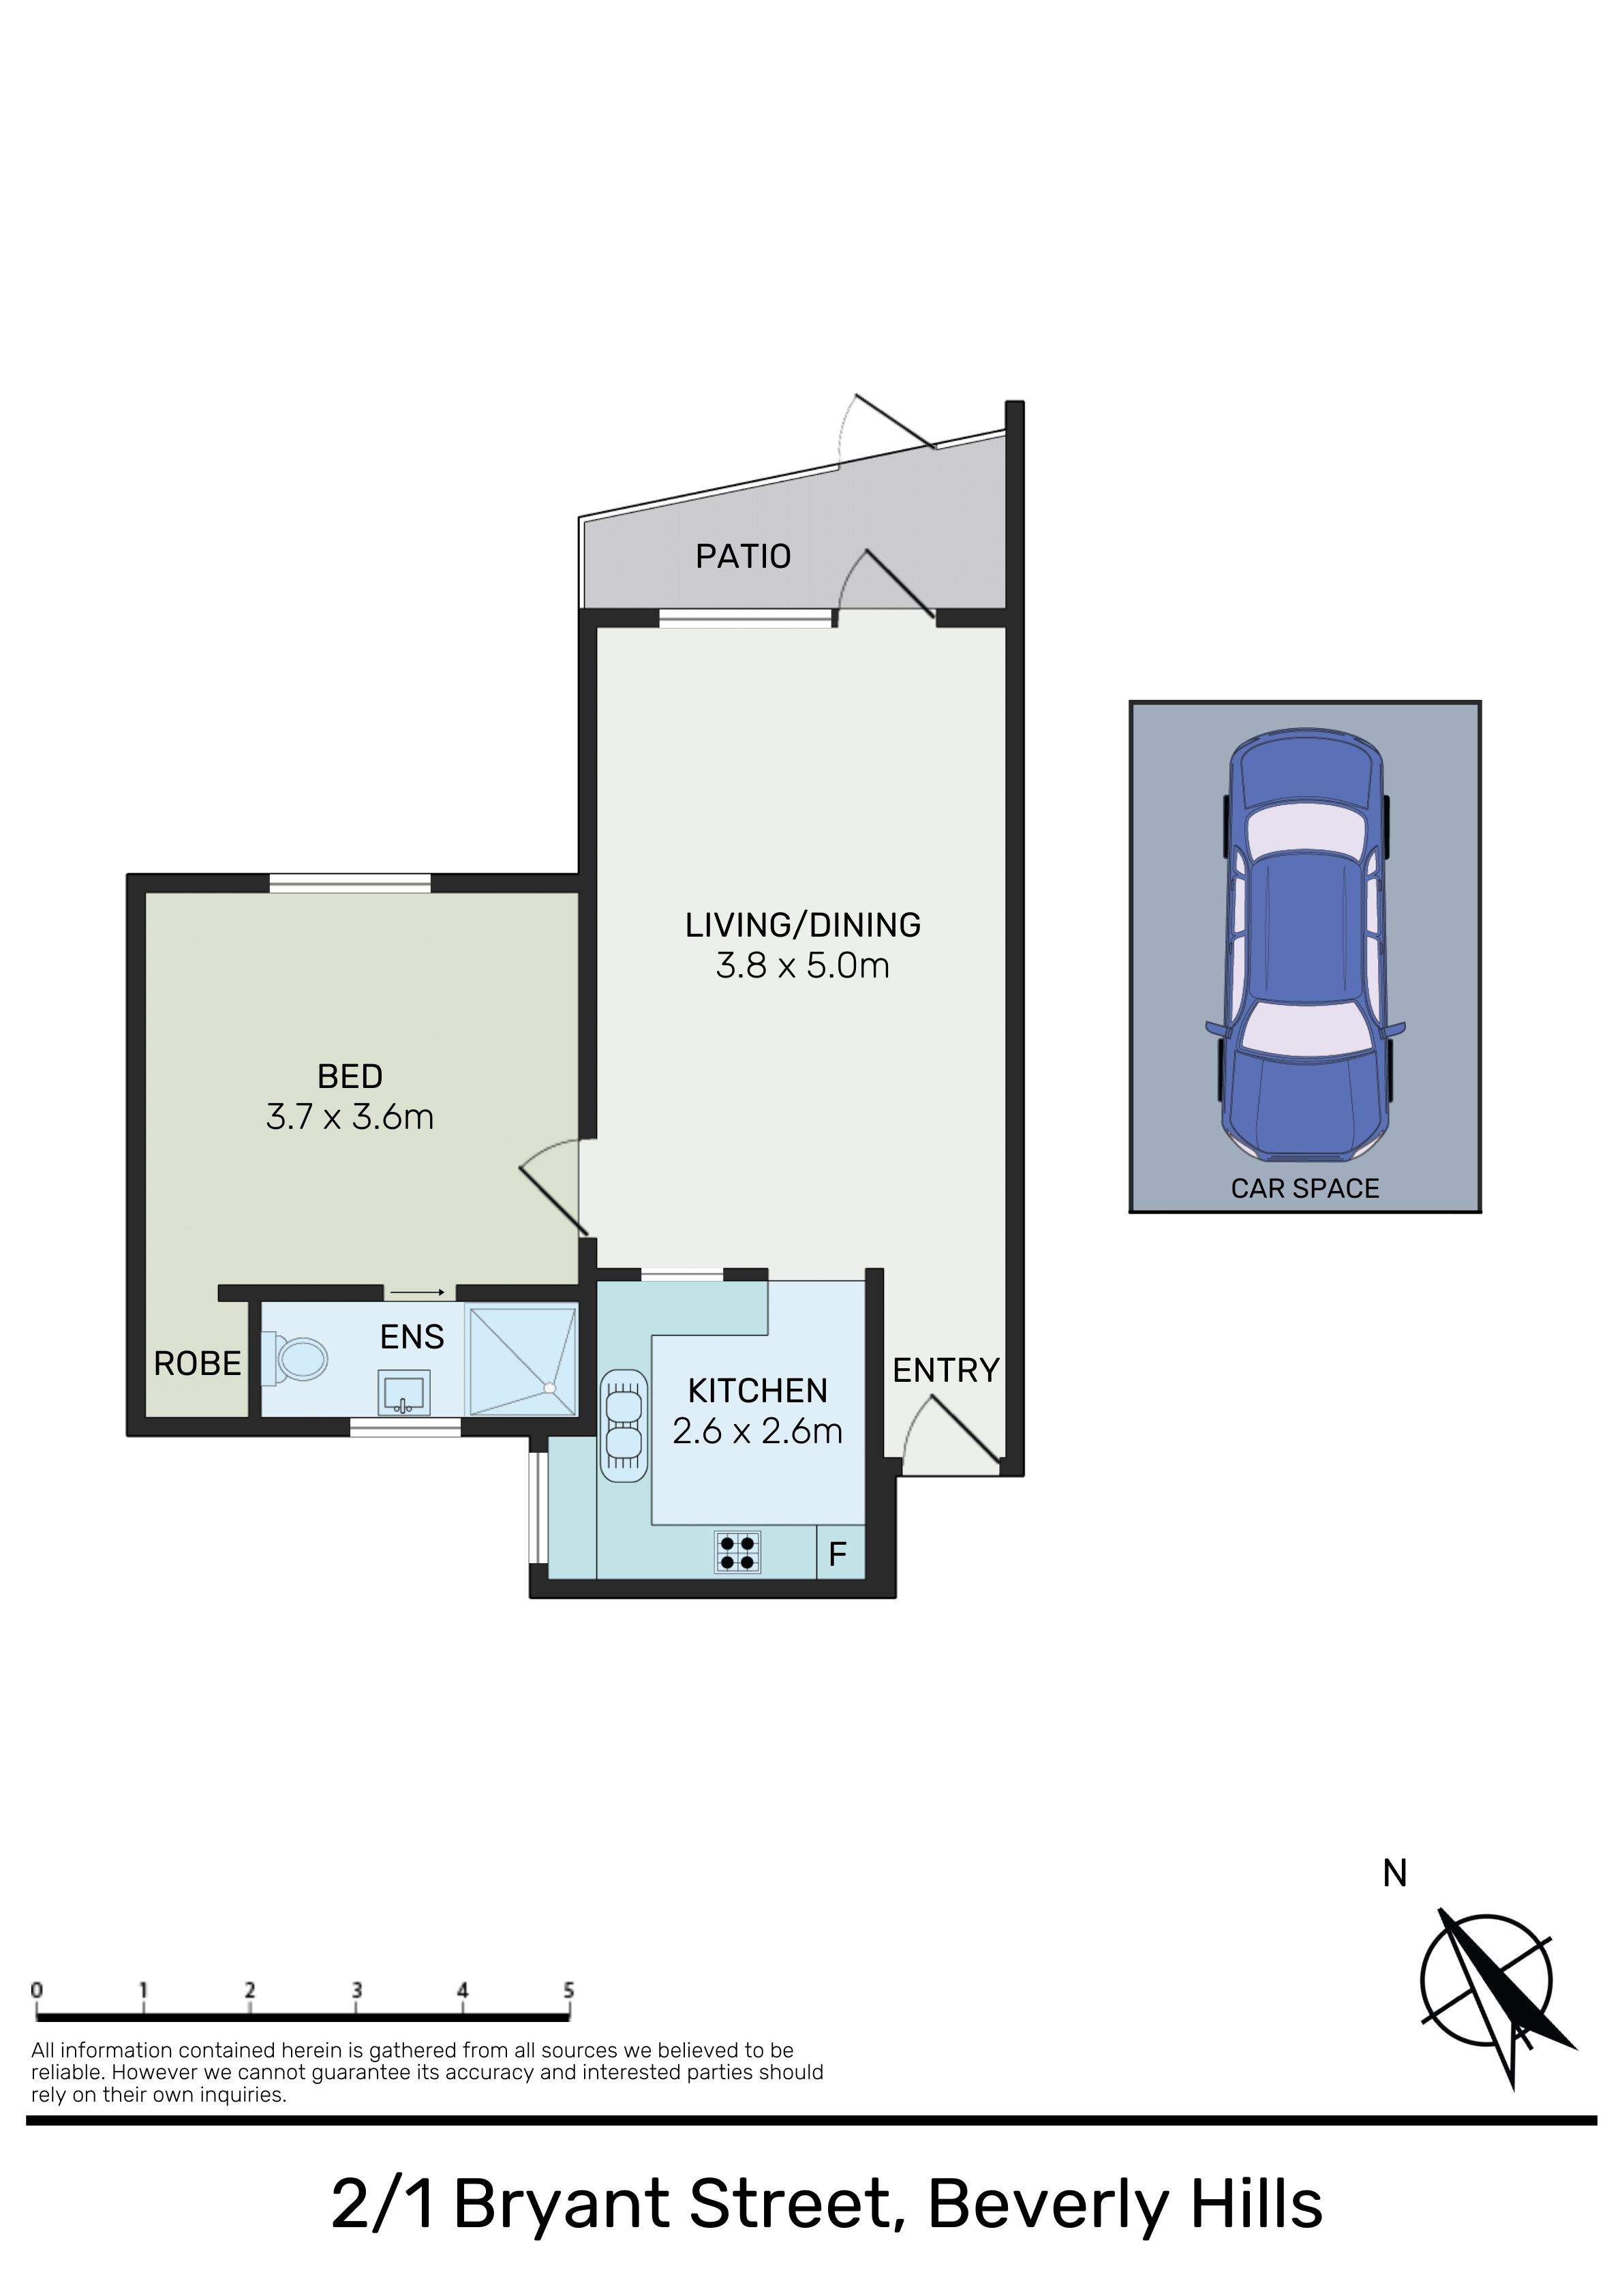 PATIO
LIVING/DINING
3.8 x 5.0m
BED
3.7 x 3.6m
CAR SPACE
ENS
ROBE
ENTRY
KITCHEN
2.6 x 2.6m
F
N
0 1 2 3 4 5
All information contained herein is gathered from all sources we believed to be
reliable. However we cannot guarantee its accuracy and interested parties should
rely on their own inquiries.
2/1 Bryant Street, Beverly Hills